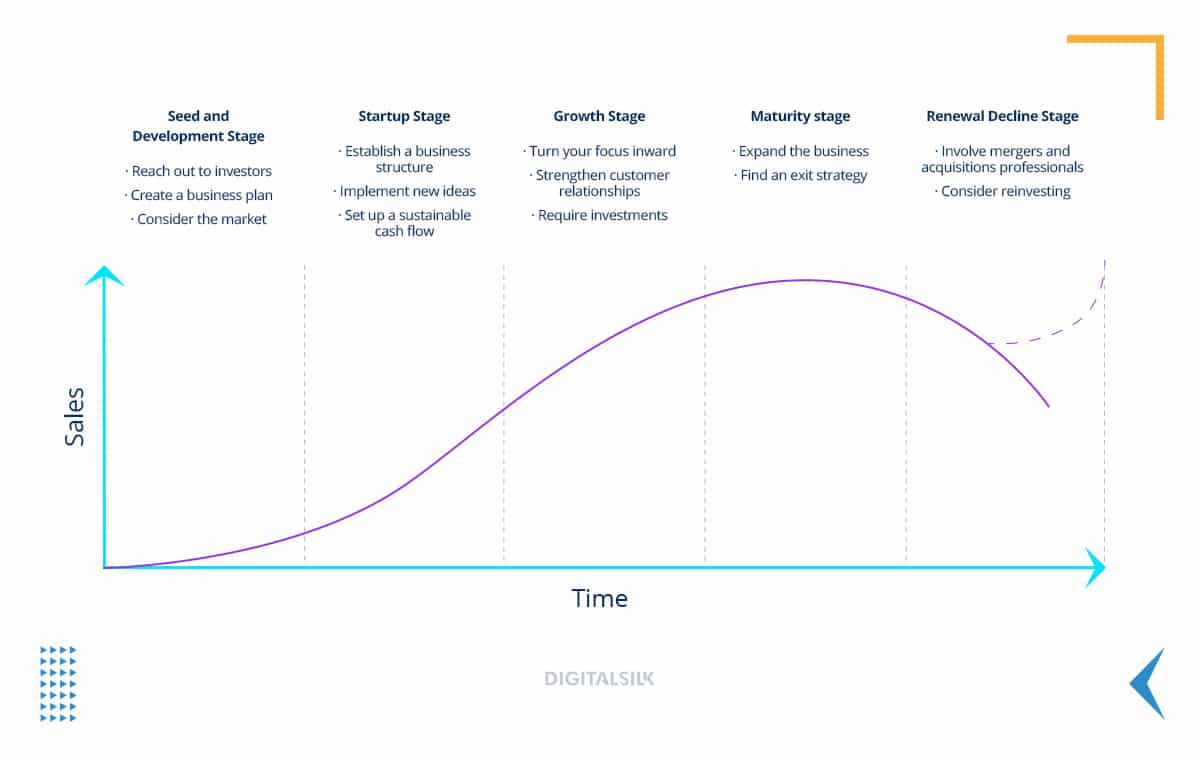 Seed and
Development Stage
· Reach out to investors
· Create a business plan
· Consider the market
Startup Stage
· Establish a business
structure
· Implement new ideas
· Set up a sustainable
cash flow
Growth Stage
· Turn your focus inward
· Strengthen customer
relationships
· Require investments
Maturity stage
· Expand the business
· Find an exit strategy
Renewal Decline Stage
· Involve mergers and
acquisitions professionals
· Consider reinvesting
Sales
Time
DIGITALSILK